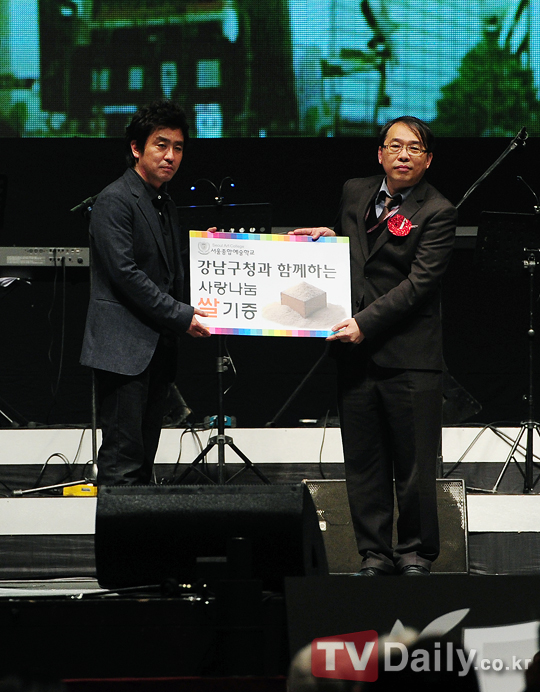 서울종합예술학교
강남구청과 함께하는
사랑나눔
쌀기증
TVDaily.co.kr